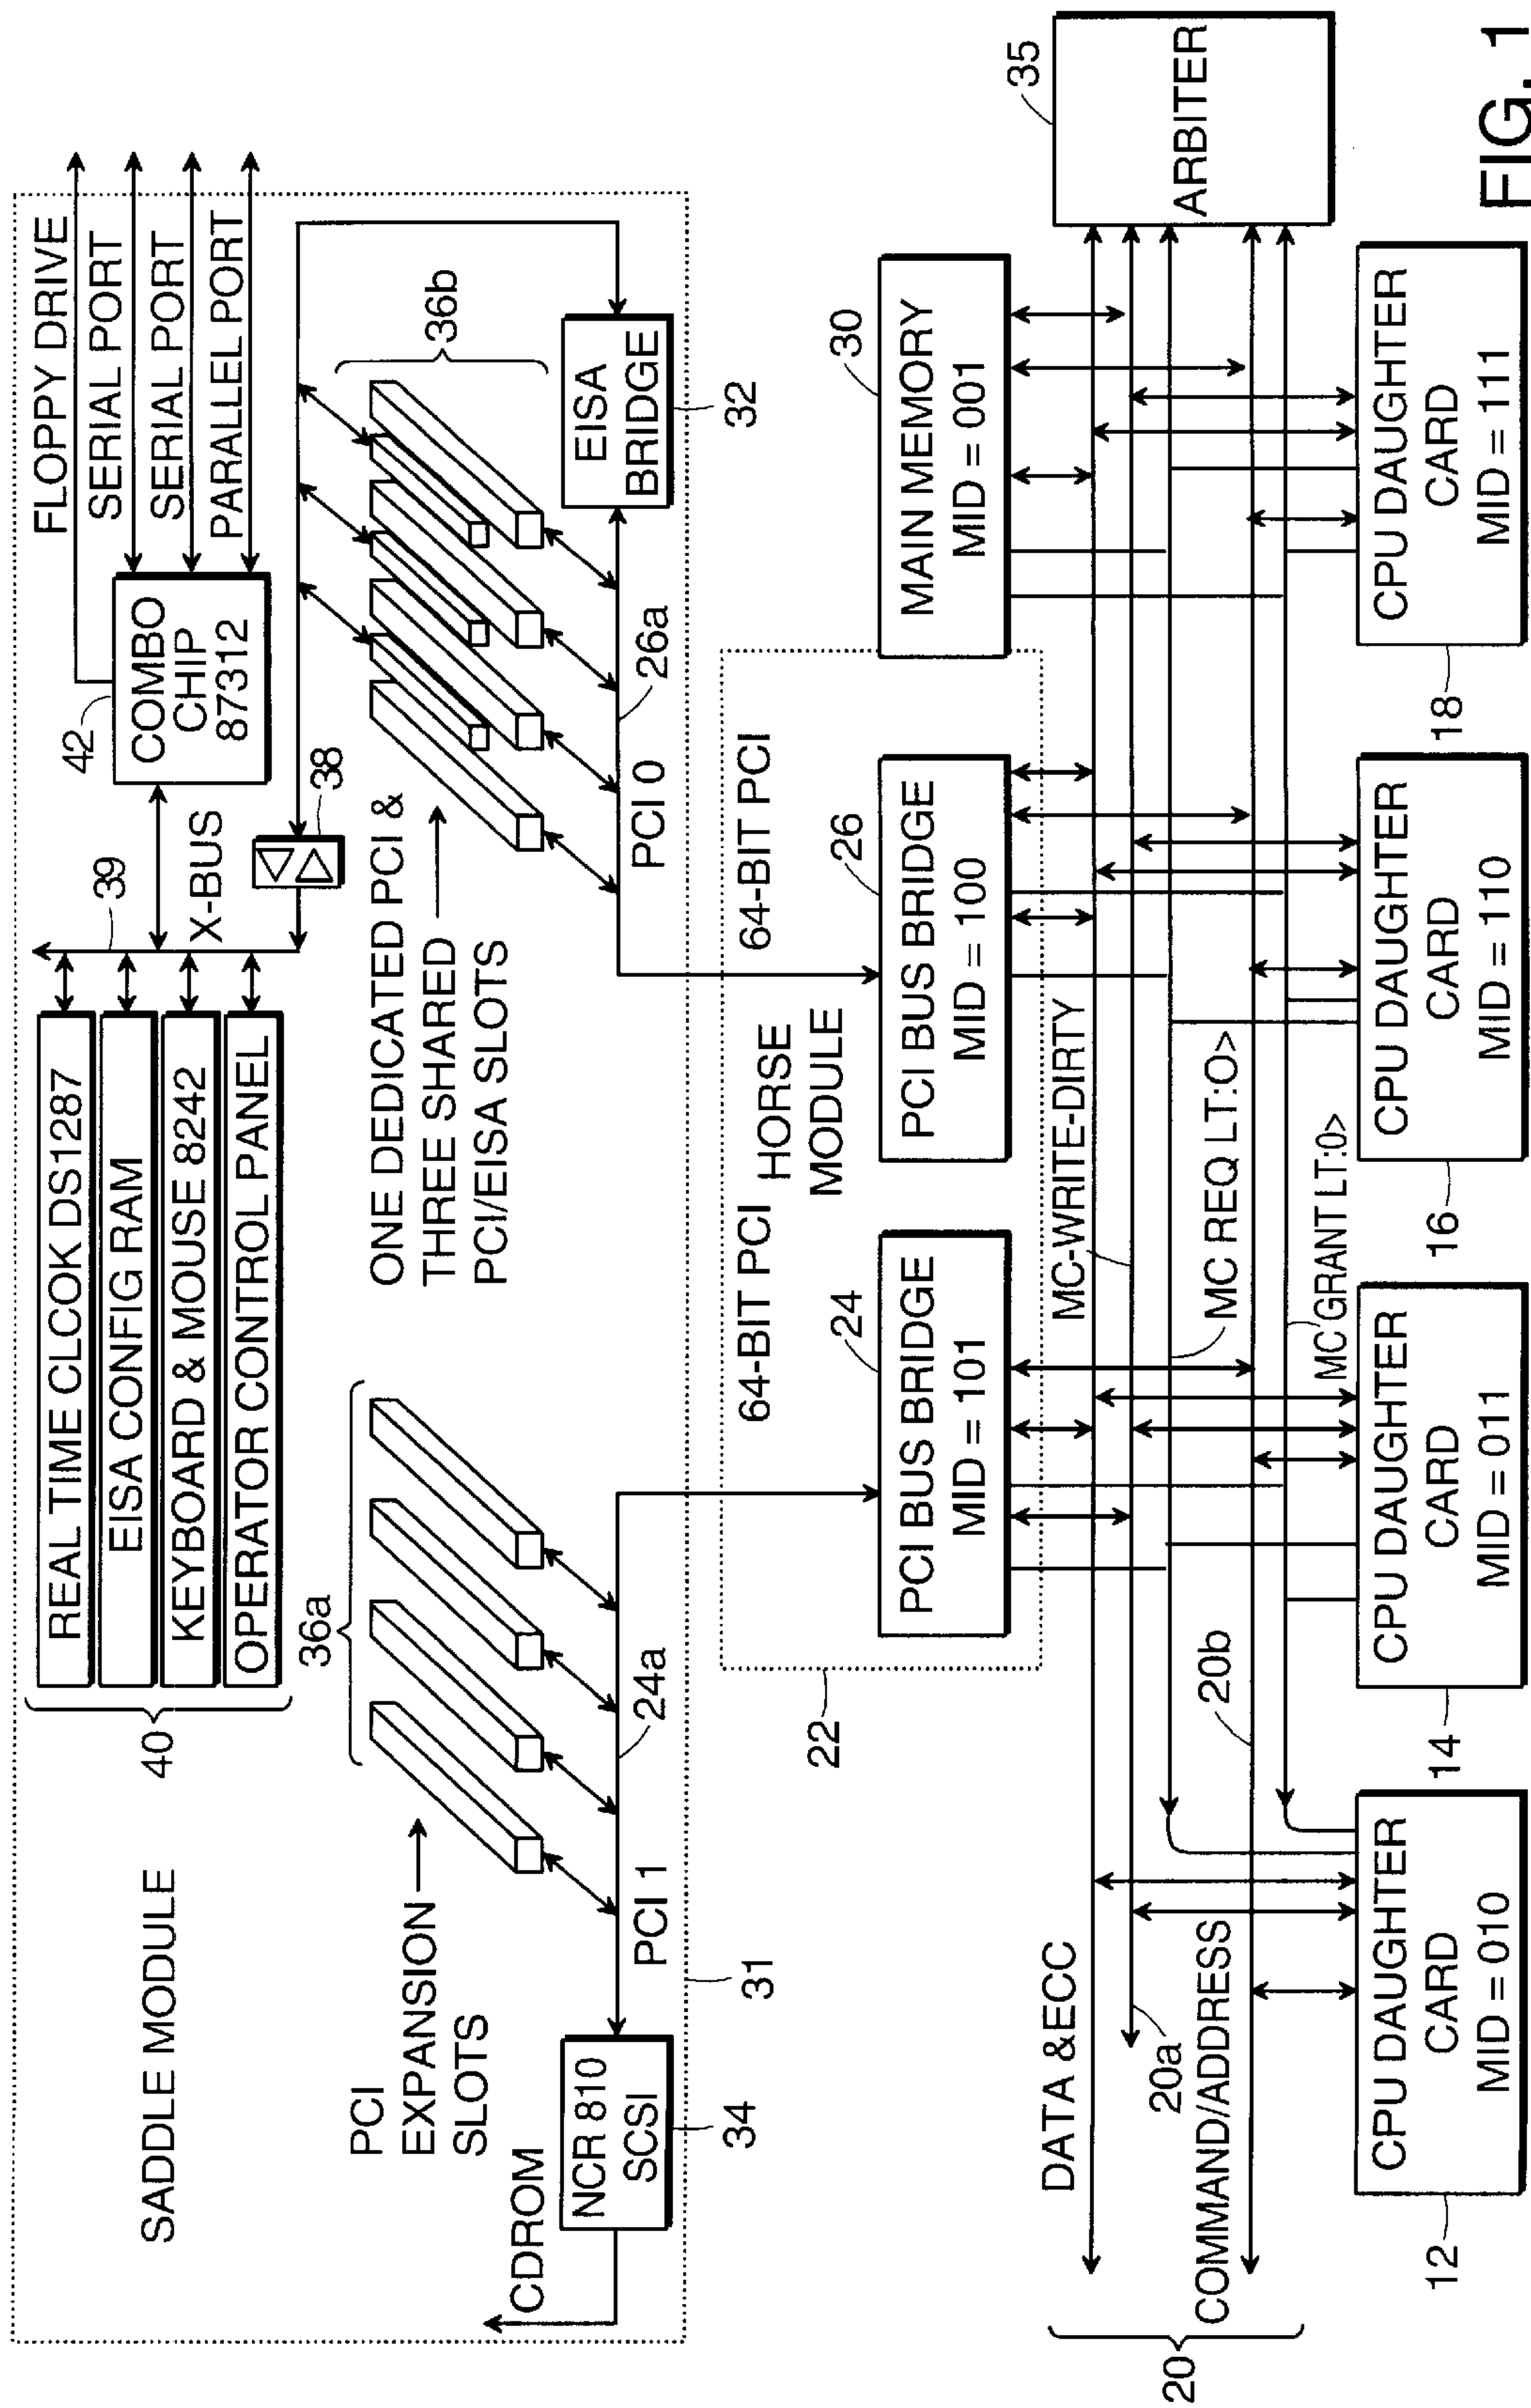 SADDLE MODULE
40
REAL TIME CLCOK DS1287
EISA CONFIG RAM
KEYBOARD & MOUSE 8242
OPERATOR CONTROL PANEL
39
X-BUS
42
COMBO
CHIP
87312
FLOPPY DRIVE
SERIAL PORT
SERIAL PORT
PARALLEL PORT
38
PCI
EXPANSION
SLOTS
36a
ONE DEDICATED PCI &
THREE SHARED
PCI/EISA SLOTS
36b
CDROM
NCR 810
SCSI
34
PCI 1
24a
PCI 0
26a
EISA
BRIDGE
32
31
22
64-BIT PCI
HORSE
MODULE
64-BIT PCI
24
PCI BUS BRIDGE
MID = 101
26
PCI BUS BRIDGE
MID = 100
30
MAIN MEMORY
MID = 001
35
ARBITER
20
DATA &ECC
20a
COMMAND/ADDRESS
20b
MC-WRITE-DIRTY
MC REQ LT:O>
MC GRANT LT:0>
12
CPU DAUGHTER
CARD
MID = 010
14
CPU DAUGHTER
CARD
MID = 011
16
CPU DAUGHTER
CARD
MID = 110
18
CPU DAUGHTER
CARD
MID = 111
FIG. 1